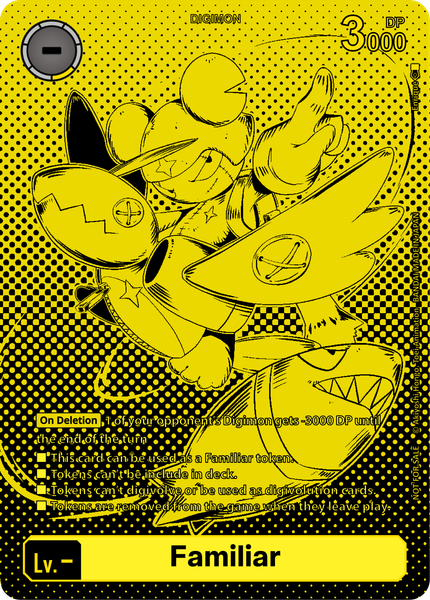 DIGIMON
DP
3000
-
On Deletion 1 of your opponent's Digimon gets -3000 DP until
the end of the turn
This card can be used as a Familiar token.
Tokens can't be include in deck.
Tokens can't digivolve or be used as digivolution cards.
Tokens are removed from the game when they leave play.
NOT FOR SALE
Lv.-
Familiar